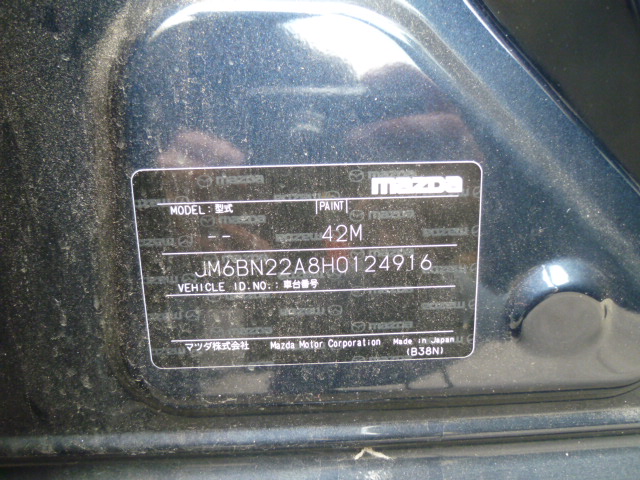 mazda
MODEL: 型式 PAINT
-- 42M
JM6BN22A8H0124916
VEHICLE ID.NO.: 車台番号
マツダ株式会社 Mazda Motor Corporation Made in Japan
(B38N)